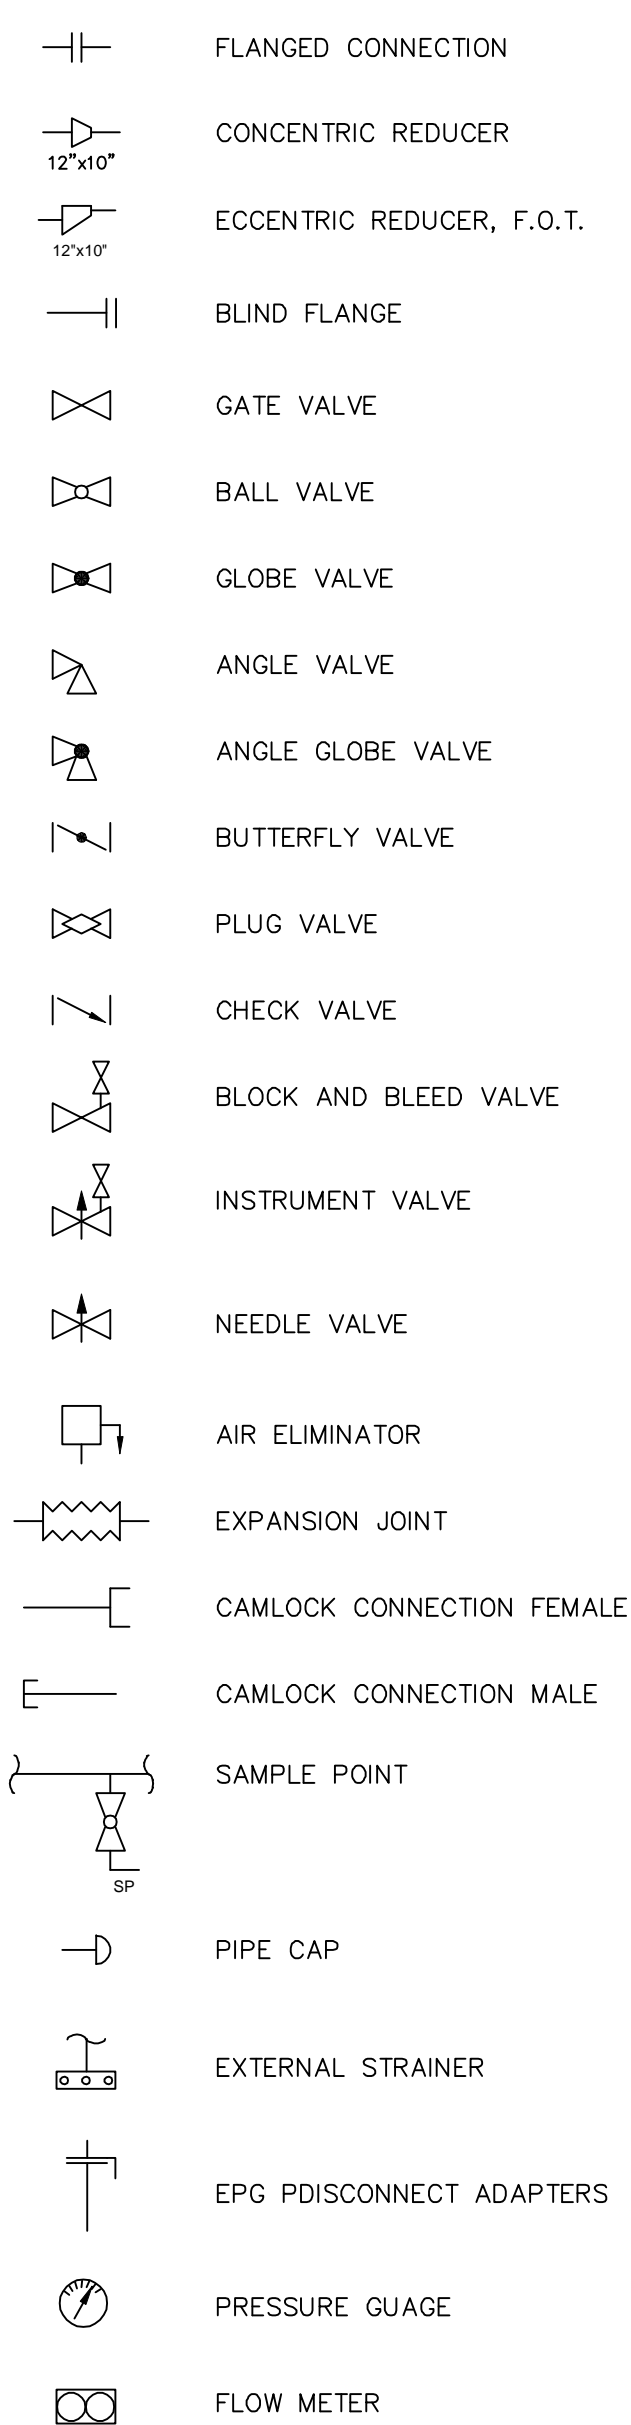 FLANGED CONNECTION
CONCENTRIC REDUCER
12”x10”
ECCENTRIC REDUCER, F.O.T.
12"x10"
BLIND FLANGE
GATE VALVE
BALL VALVE
GLOBE VALVE
ANGLE VALVE
ANGLE GLOBE VALVE
BUTTERFLY VALVE
PLUG VALVE
CHECK VALVE
BLOCK AND BLEED VALVE
INSTRUMENT VALVE
NEEDLE VALVE
AIR ELIMINATOR
EXPANSION JOINT
CAMLOCK CONNECTION FEMALE
CAMLOCK CONNECTION MALE
SAMPLE POINT
SP
PIPE CAP
EXTERNAL STRAINER
EPG PDISCONNECT ADAPTERS
PRESSURE GUAGE
FLOW METER